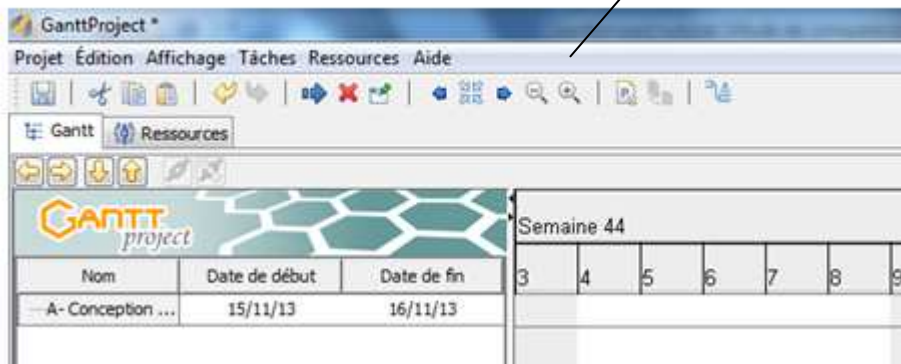 GanttProject *
Projet Édition Affichage Tâches Ressources Aide
Gantt Ressources
GANTT
project
Semaine 44
Nom Date de début Date de fin 3 4 5 6 7 8 9
A- Conception ... 15/11/13 16/11/13